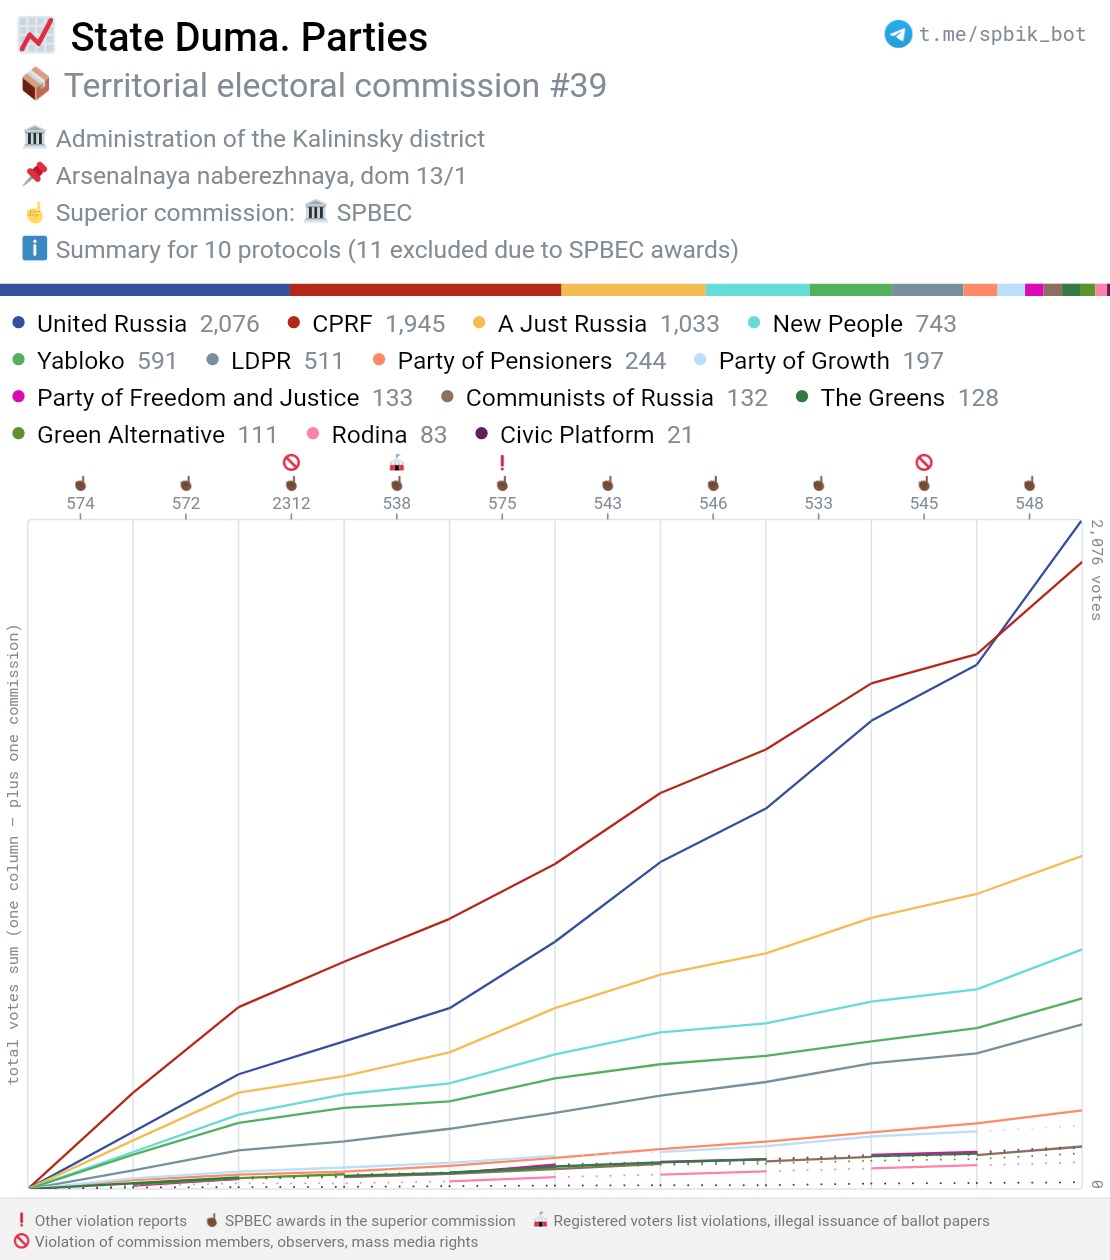 State Duma. Parties
t.me/spbik_bot
Territorial electoral commission #39
Administration of the Kalininsky district
Arsenalnaya naberezhnaya, dom 13/1
Superior commission: SPBEC
Summary for 10 protocols (11 excluded due to SPBEC awards)
United Russia 2,076 CPRF 1,945 A Just Russia 1,033 New People 743
Yabloko 591 LDPR 511 Party of Pensioners 244 Party of Growth 197
Party of Freedom and Justice 133 Communists of Russia 132 The Greens 128
Green Alternative 111 Rodina 83 Civic Platform 21
574 572 2312 538 575 543 546 533 545 548
2,076 votes
total votes sum (one column – plus one commission)
0
Other violation reports SPBEC awards in the superior commission Registered voters list violations, illegal issuance of ballot papers
Violation of commission members, observers, mass media rights